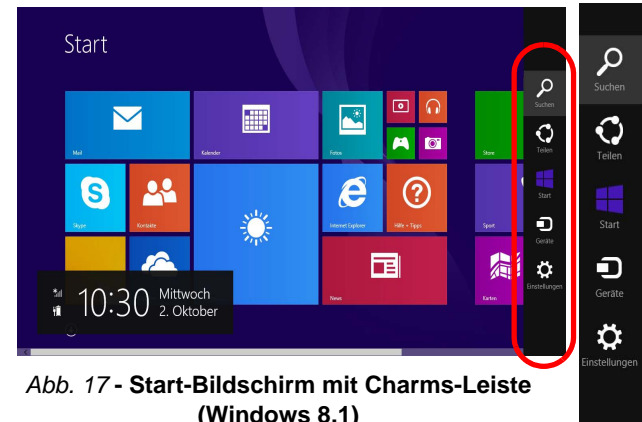 Start
Mail
Kalender
Fotos
Store
Skype
Kontakte
Internet Explorer
Hilfe + Tipps
Sport
News
Karten
10:30 Mittwoch
2. Oktober
Suchen
Teilen
Start
Geräte
Einstellungen
Suchen
Teilen
Start
Geräte
Einstellungen
Abb. 17 - Start-Bildschirm mit Charms-Leiste
(Windows 8.1)